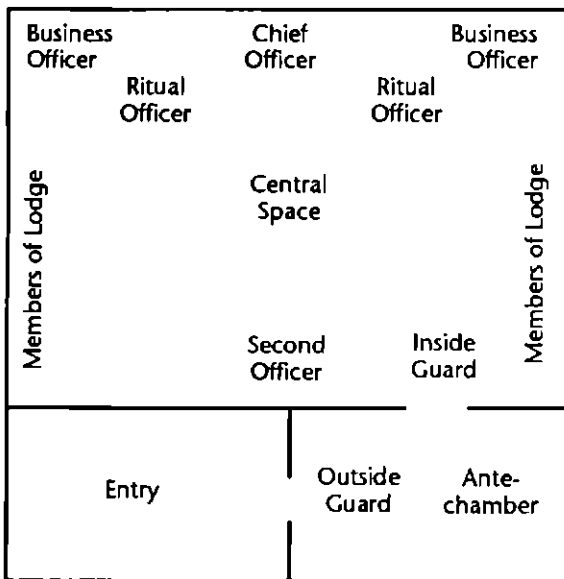 Business
Officer
Chief
Officer
Business
Officer
Ritual
Officer
Ritual
Officer
Members of Lodge
Central
Space
Members of Lodge
Second
Officer
Inside
Guard
Entry
Outside
Guard
Ante-
chamber